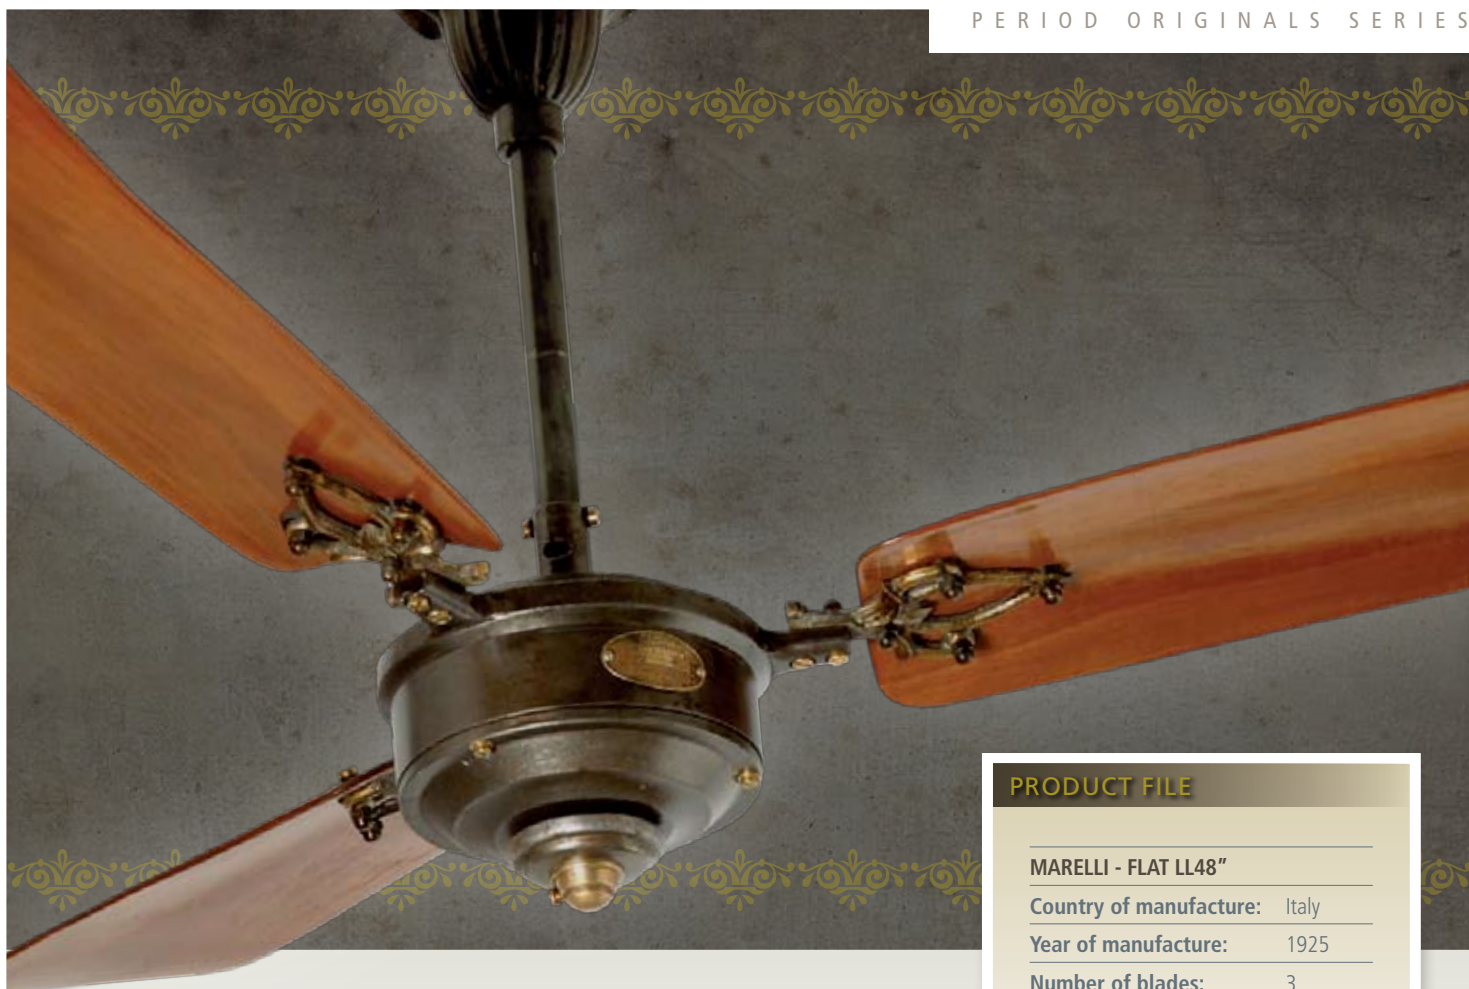 PERIOD ORIGINALS SERIES
PRODUCT FILE
MARELLI - FLAT LL48”
Country of manufacture: Italy
Year of manufacture: 1925
Number of blades: 3